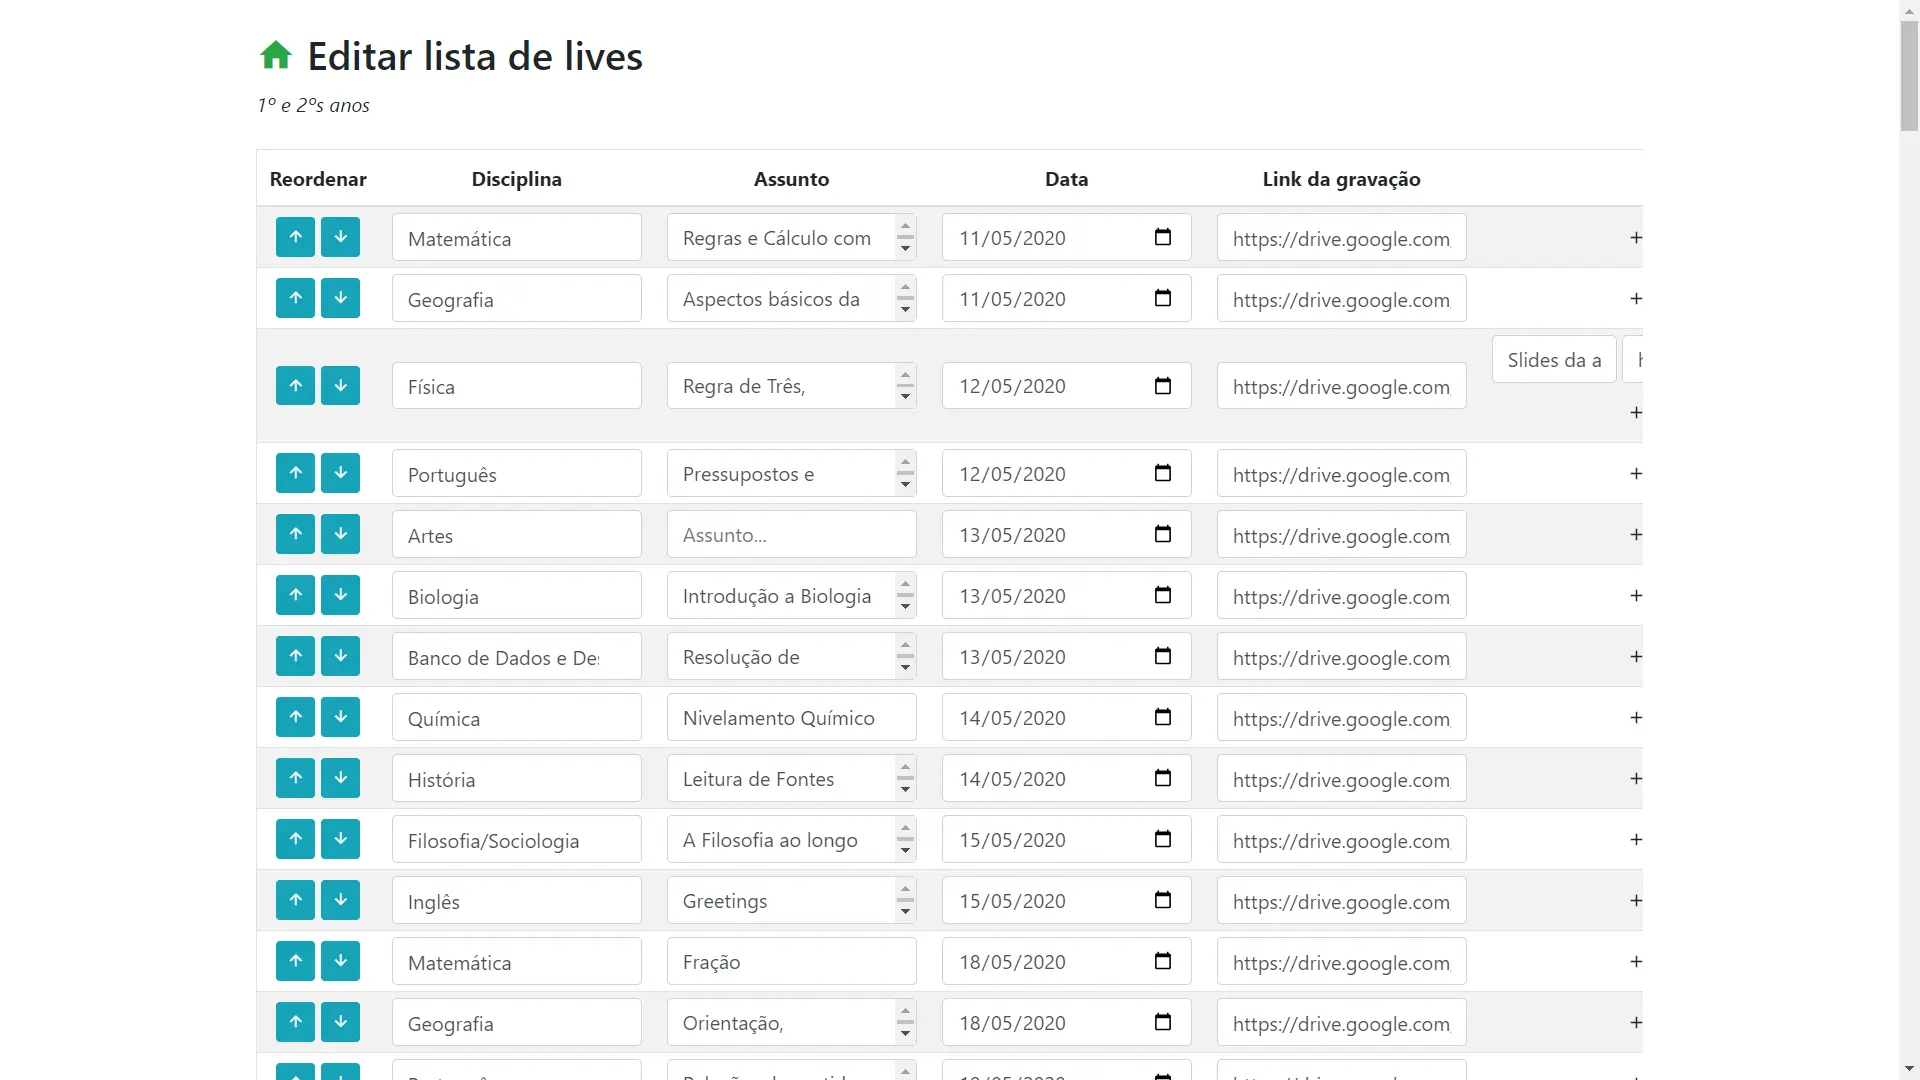 Editar lista de lives
1º e 2ºs anos
Reordenar Disciplina Assunto Data Link da gravação
Matemática Regras e Cálculo com 11/05/2020 https://drive.google.com +
Geografia Aspectos básicos da 11/05/2020 https://drive.google.com +
Slides da a
Física Regra de Três, 12/05/2020 https://drive.google.com
+
Português Pressupostos e 12/05/2020 https://drive.google.com +
Artes Assunto... 13/05/2020 https://drive.google.com +
Biologia Introdução a Biologia 13/05/2020 https://drive.google.com +
Banco de Dados e De Resolução de 13/05/2020 https://drive.google.com +
Química Nivelamento Químico 14/05/2020 https://drive.google.com +
História Leitura de Fontes 14/05/2020 https://drive.google.com +
Filosofia/Sociologia A Filosofia ao longo 15/05/2020 https://drive.google.com +
Inglês Greetings 15/05/2020 https://drive.google.com +
Matemática Fração 18/05/2020 https://drive.google.com +
Geografia Orientação, 18/05/2020 https://drive.google.com +